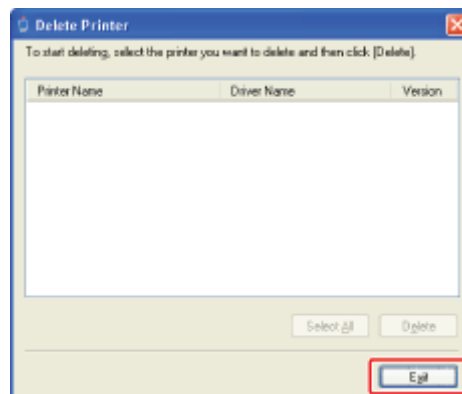 Delete Printer
To start deleting, select the printer you want to delete and then click [Delete].
Printer Name Driver Name Version
Select All Delete
Exit